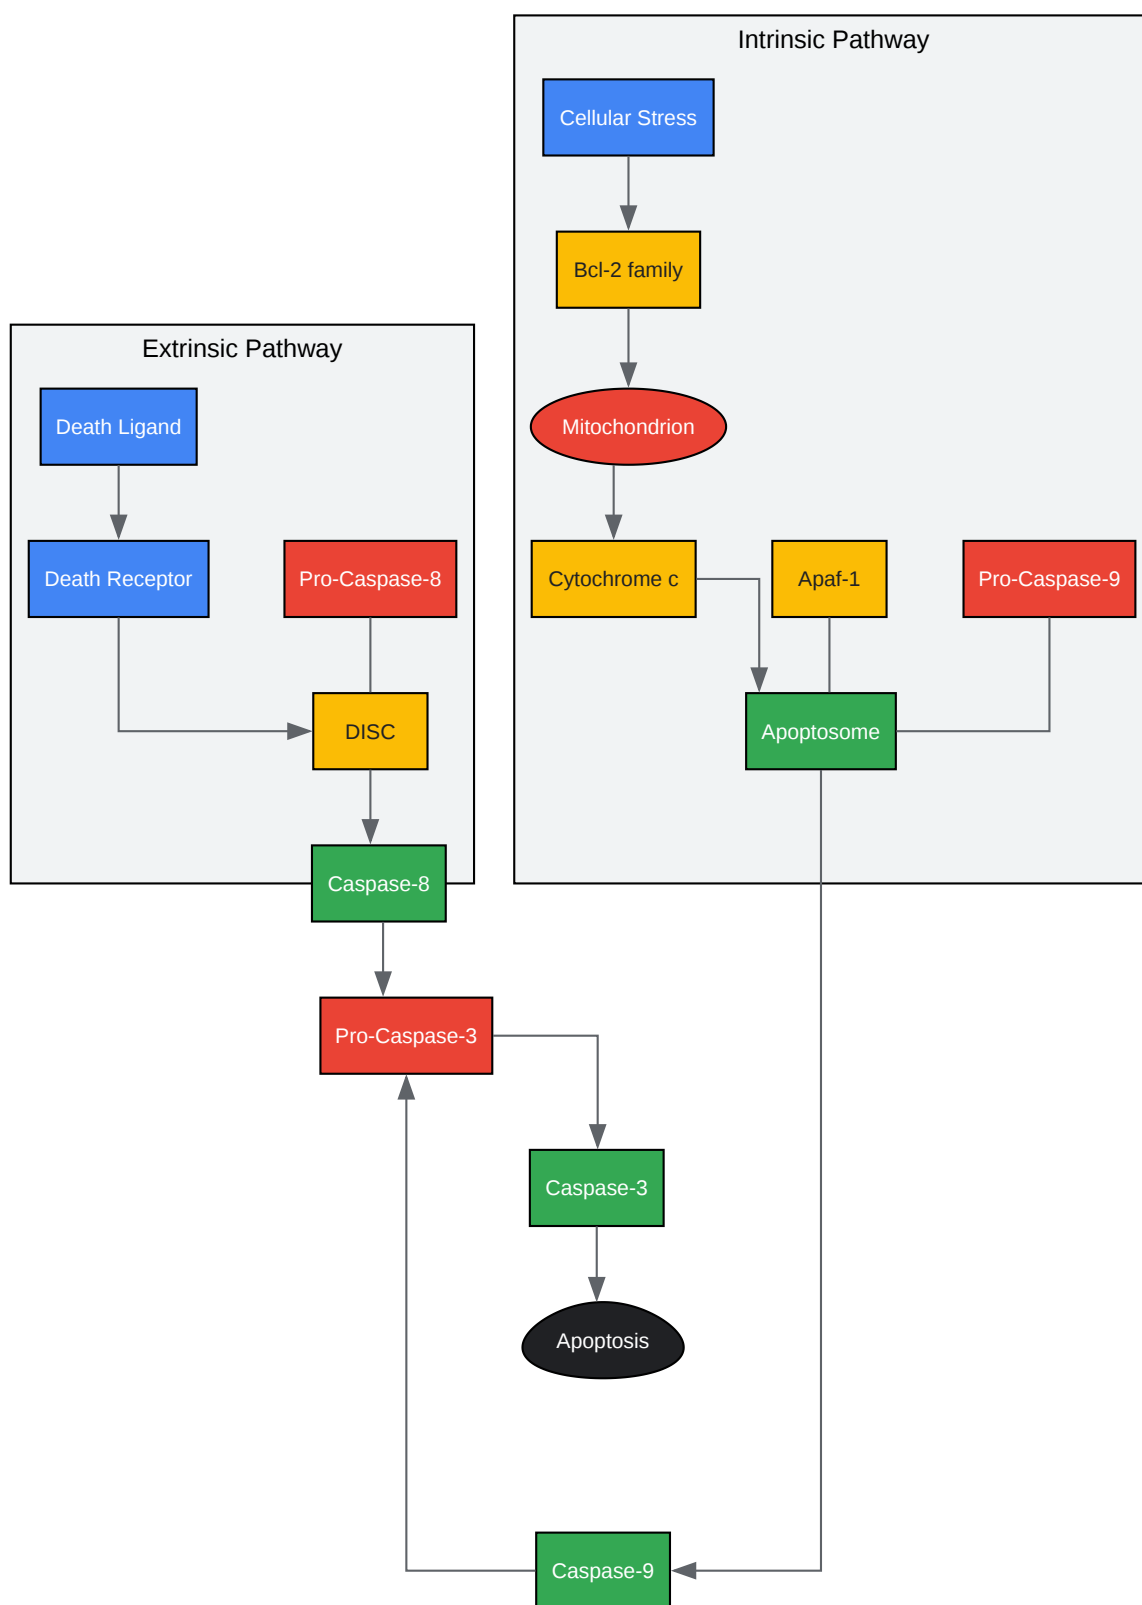 Intrinsic Pathway
Cellular Stress
Bcl-2 family
Extrinsic Pathway
Death Ligand
Mitochondrion
Death Receptor
Pro-Caspase-8
Cytochrome c
Apaf-1
Pro-Caspase-9
DISC
Apoptosome
Caspase-8
Pro-Caspase-3
Caspase-3
Apoptosis
Caspase-9